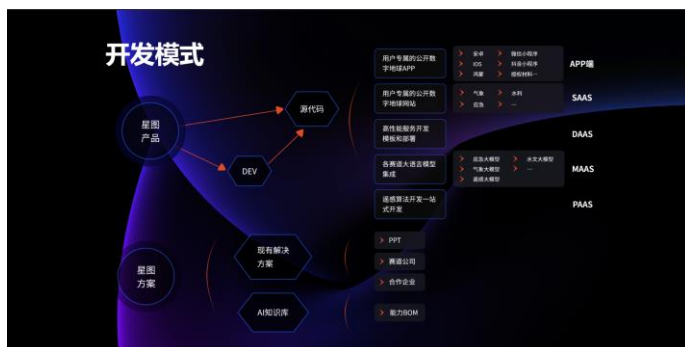 开发模式
星图
产品
源代码
DEV
用户专属的公开数
字地球APP
安卓
微信小程序
IOS
抖音小程序
鸿蒙
授权材料…
APP端
用户专属的公开数
字地球网站
气象
水利
应急
...
SAAS
高性能服务开发
模板和部署
DAAS
各赛道大语言模型
集成
应急大模型
水文大模型
气象大模型
...
遥感大模型
MAAS
遥感算法开发一站
式开发
PAAS
星图
方案
现有解决
方案
PPT
赛道公司
合作企业
AI知识库
能力BOM